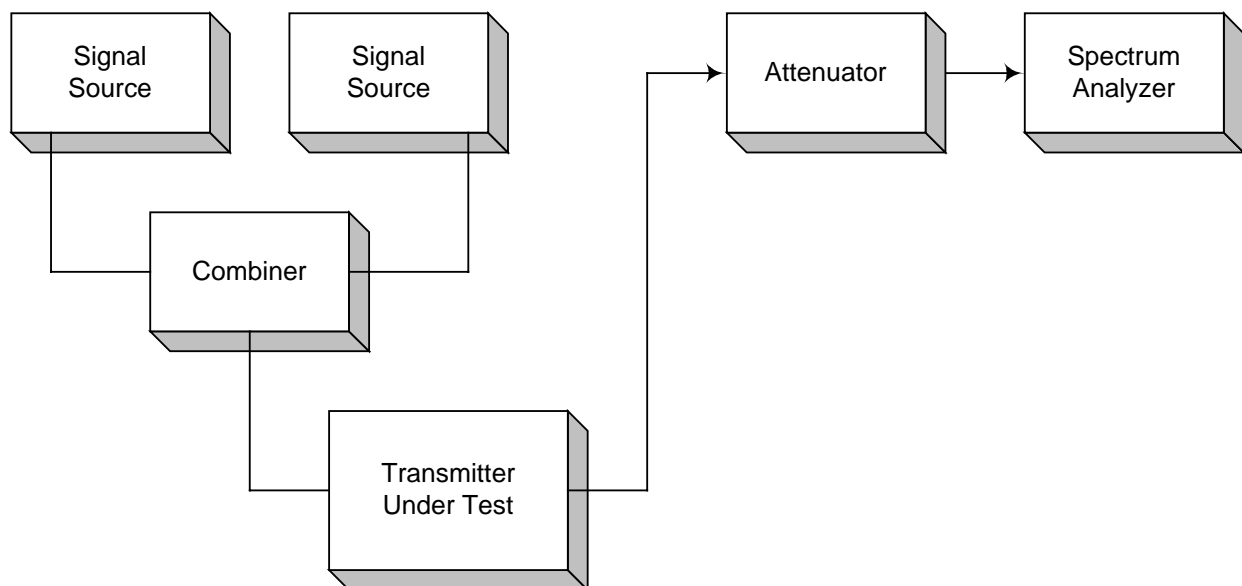 Signal
Source
Signal
Source
Attenuator
Spectrum
Analyzer
Combiner
Transmitter
Under Test